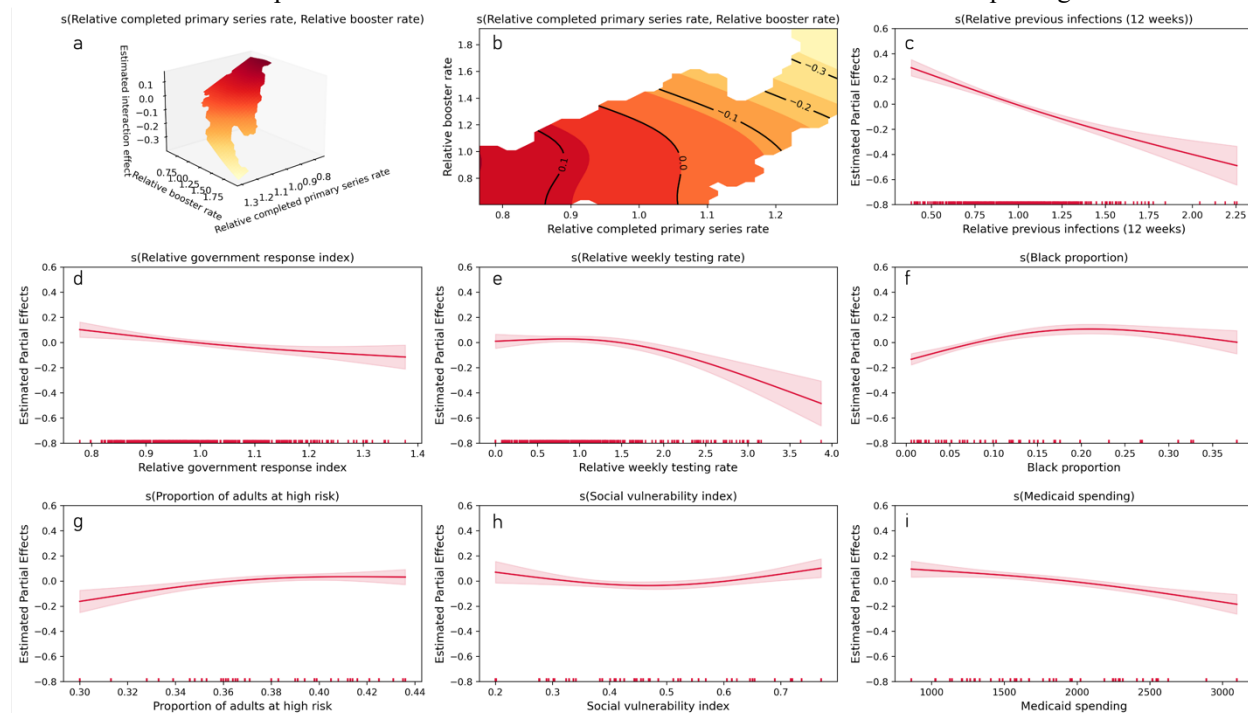 s(Relative completed primary series rate, Relative booster rate)
a
Estimated interaction effect
0.1
0.0
−0.1
−0.2
−0.3
0.75
1.00
1.25
1.50
1.75
Relative booster rate
1.3 1.2 1.1 1.0 0.9 0.8
Relative completed primary series rate
s(Relative completed primary series rate, Relative booster rate)
b
Relative booster rate
1.8
1.6
1.4
1.2
1.0
0.8
0.1
0.0
−0.1
−0.2
−0.3
0.8 0.9 1.0 1.1 1.2
Relative completed primary series rate
s(Relative previous infections (12 weeks))
c
Estimated Partial Effects
0.6
0.4
0.2
0.0
−0.2
−0.4
−0.6
−0.8
0.50 0.75 1.00 1.25 1.50 1.75 2.00 2.25
Relative previous infections (12 weeks)
s(Relative government response index)
d
Estimated Partial Effects
0.6
0.4
0.2
0.0
−0.2
−0.4
−0.6
−0.8
0.8 0.9 1.0 1.1 1.2 1.3 1.4
Relative government response index
s(Relative weekly testing rate)
e
Estimated Partial Effects
0.6
0.4
0.2
0.0
−0.2
−0.4
−0.6
−0.8
0.0 0.5 1.0 1.5 2.0 2.5 3.0 3.5 4.0
Relative weekly testing rate
s(Black proportion)
f
Estimated Partial Effects
0.6
0.4
0.2
0.0
−0.2
−0.4
−0.6
−0.8
0.00 0.05 0.10 0.15 0.20 0.25 0.30 0.35
Black proportion
s(Proportion of adults at high risk)
g
Estimated Partial Effects
0.6
0.4
0.2
0.0
−0.2
−0.4
−0.6
−0.8
0.30 0.32 0.34 0.36 0.38 0.40 0.42 0.44
Proportion of adults at high risk
s(Social vulnerability index)
h
Estimated Partial Effects
0.6
0.4
0.2
0.0
−0.2
−0.4
−0.6
−0.8
0.2 0.3 0.4 0.5 0.6 0.7
Social vulnerability index
s(Medicaid spending)
i
Estimated Partial Effects
0.6
0.4
0.2
0.0
−0.2
−0.4
−0.6
−0.8
1000 1500 2000 2500 3000
Medicaid spending